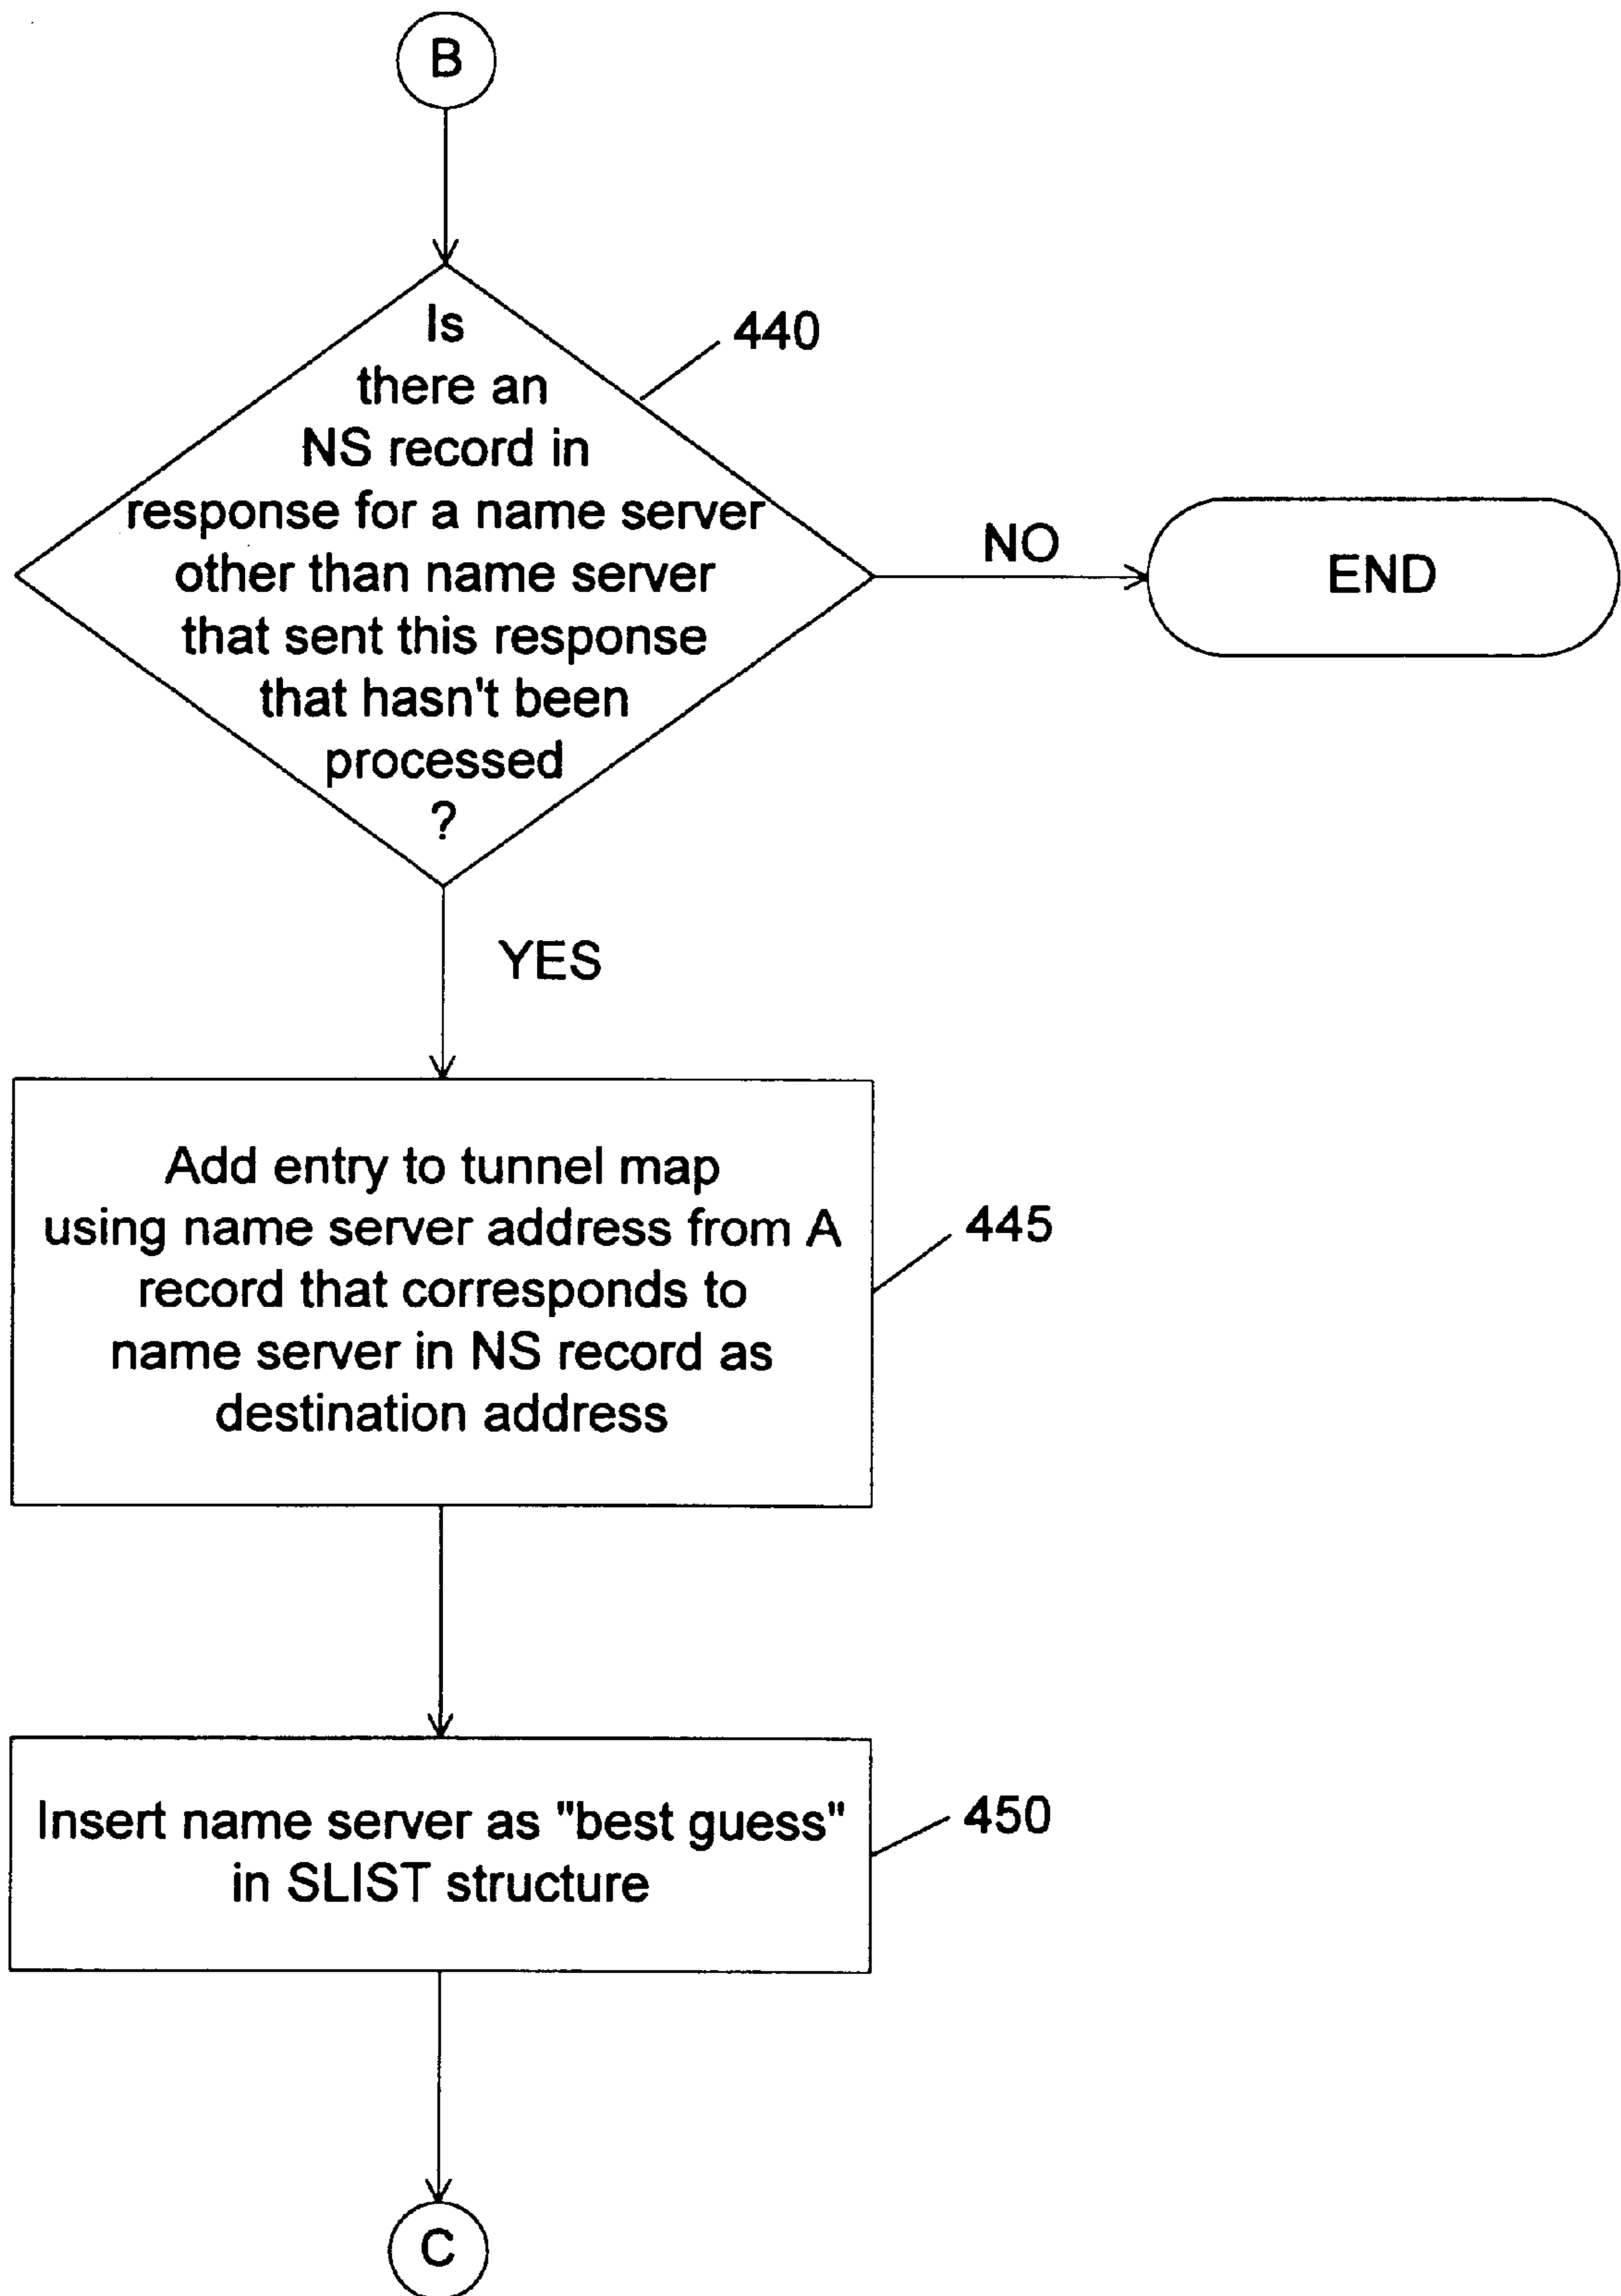 B
Is
there an
NS record in
response for a name server
other than name server
that sent this response
that hasn't been
processed
?
440
NO
END
YES
Add entry to tunnel map
using name server address from A
record that corresponds to
name server in NS record as
destination address
445
Insert name server as "best guess"
in SLIST structure
450
C